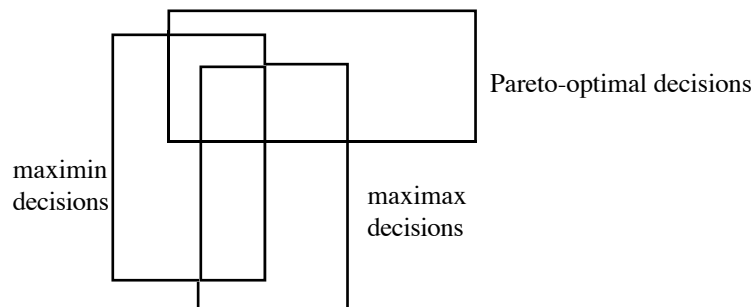 Pareto-optimal decisions
maximin
decisions
maximax
decisions